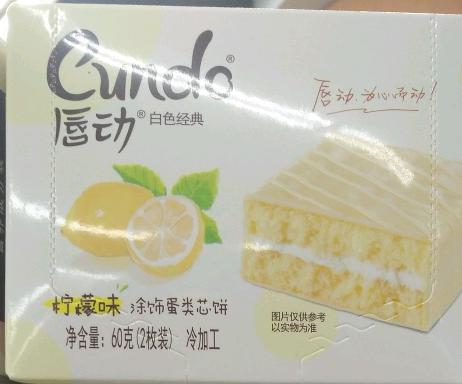 Cundo®
唇动®白色经典
唇动,为心而动!
柠檬味 涂饰蛋类芯饼
净含量:60克(2枚装) 冷加工
图片仅供参考
以实物为准